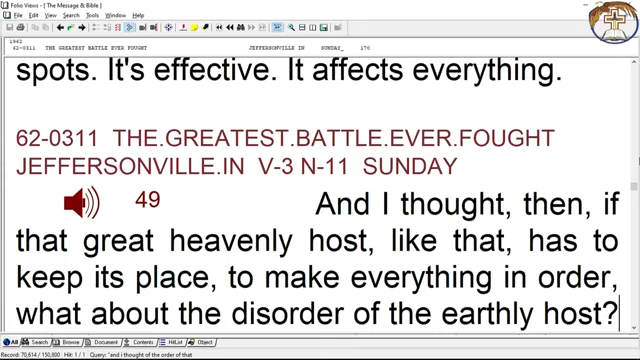 Folio Views - [The Message & Bible]
File Edit View Search Layout Tools Window Help
1962
62-0311 THE GREATEST BATTLE EVER FOUGHT JEFFERSONVILLE IN SUNDAY_ 170
spots. It's effective. It affects everything.
62-0311 THE.GREATEST.BATTLE.EVER.FOUGHT
JEFFERSONVILLE.IN V-3 N-11 SUNDAY
49 And I thought, then, if
that great heavenly host, like that, has to
keep its place, to make everything in order,
what about the disorder of the earthly host?
All Search Browse Document Contents HitList Object
Record: 70,614 / 150,800 Hit: 1 / 1 Query: "and i thought of the order of that